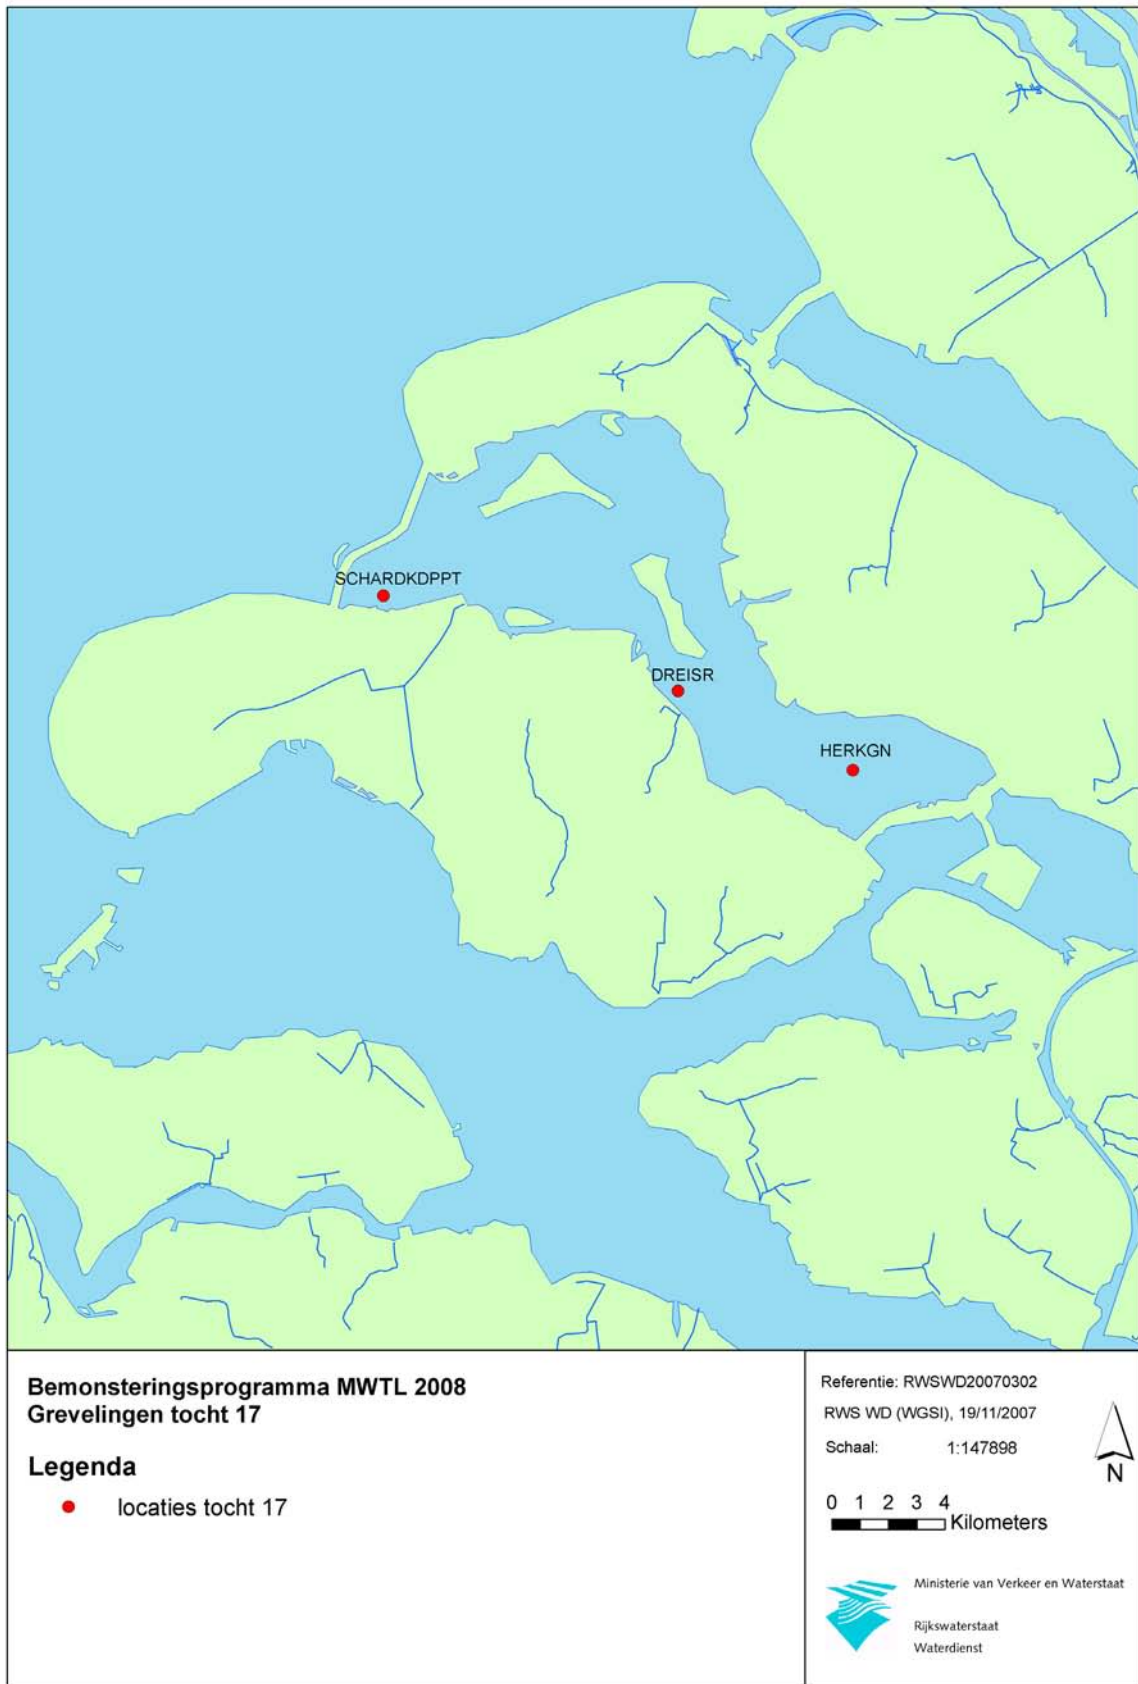 SCHARDKDPPT
DREISR
HERKGN
Bemonsteringsprogramma MWTL 2008
Grevelingen tocht 17
Legenda
locaties tocht 17
Referentie: RWSWD20070302
RWS WD (WGSI), 19/11/2007
Schaal: 1:147898
N
0 1 2 3 4
Kilometers
Ministerie van Verkeer en Waterstaat
Rijkswaterstaat
Waterdienst